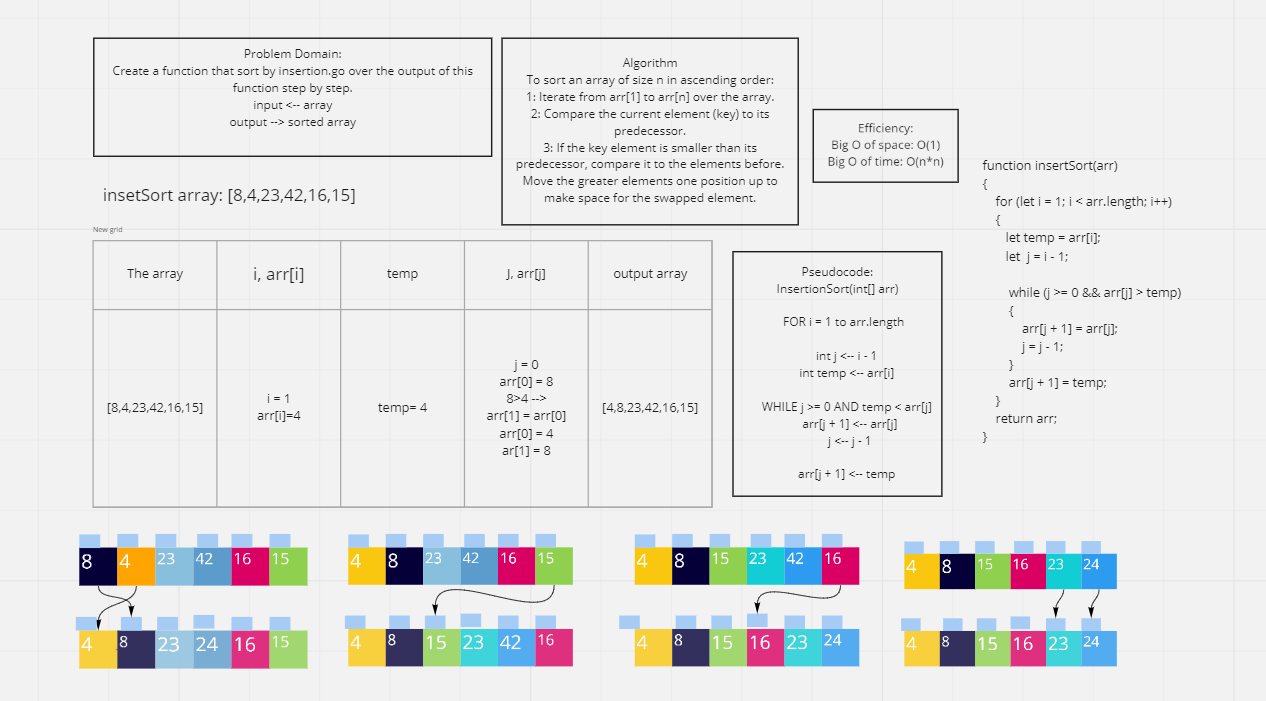 Problem Domain:
Create a function that sort by insertion.go over the output of this
function step by step.
input <-- array
output --> sorted array
Algorithm
To sort an array of size n in ascending order:
1: Iterate from arr[1] to arr[n] over the array.
2: Compare the current element (key) to its
predecessor.
3: If the key element is smaller than its
predecessor, compare it to the elements before.
Move the greater elements one position up to
make space for the swapped element.
Efficiency:
Big O of space: O(1)
Big O of time: O(n*n)
function insertSort(arr)
{
for (let i = 1; i < arr.length; i++)
{
let temp = arr[i];
let j = i - 1;
while (j >= 0 && arr[j] > temp)
{
arr[j + 1] = arr[j];
j = j - 1;
}
arr[j + 1] = temp;
}
return arr;
}
insetSort array: [8,4,23,42,16,15]
New grid
The array
i, arr[i]
temp
J, arr[j]
output array
[8,4,23,42,16,15]
i = 1
arr[i]=4
temp= 4
j = 0
arr[0] = 8
8>4 -->
arr[1] = arr[0]
arr[0] = 4
ar[1] = 8
[4,8,23,42,16,15]
Pseudocode:
InsertionSort(int[] arr)
FOR i = 1 to arr.length
int j <-- i - 1
int temp <-- arr[i]
WHILE j >= 0 AND temp < arr[j]
arr[j + 1] <-- arr[j]
j <-- j - 1
arr[j + 1] <-- temp
8 4 23 42 16 15
4 8 23 24 16 15
4 8 23 42 16 15
4 8 15 23 42 16
4 8 15 23 42 16
4 8 15 16 23 24
4 8 15 16 23 24
4 8 15 16 23 24